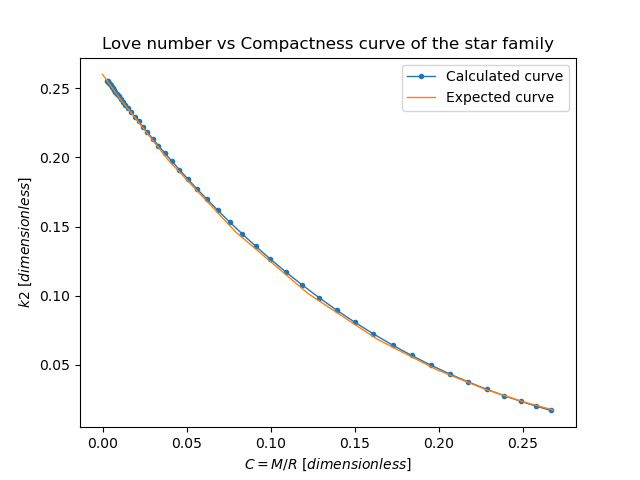 Love number vs Compactness curve of the star family
Calculated curve
Expected curve
0.25
0.20
0.15
0.10
0.05
k2 [dimensionless]
0.00 0.05 0.10 0.15 0.20 0.25
C = M/R [dimensionless]